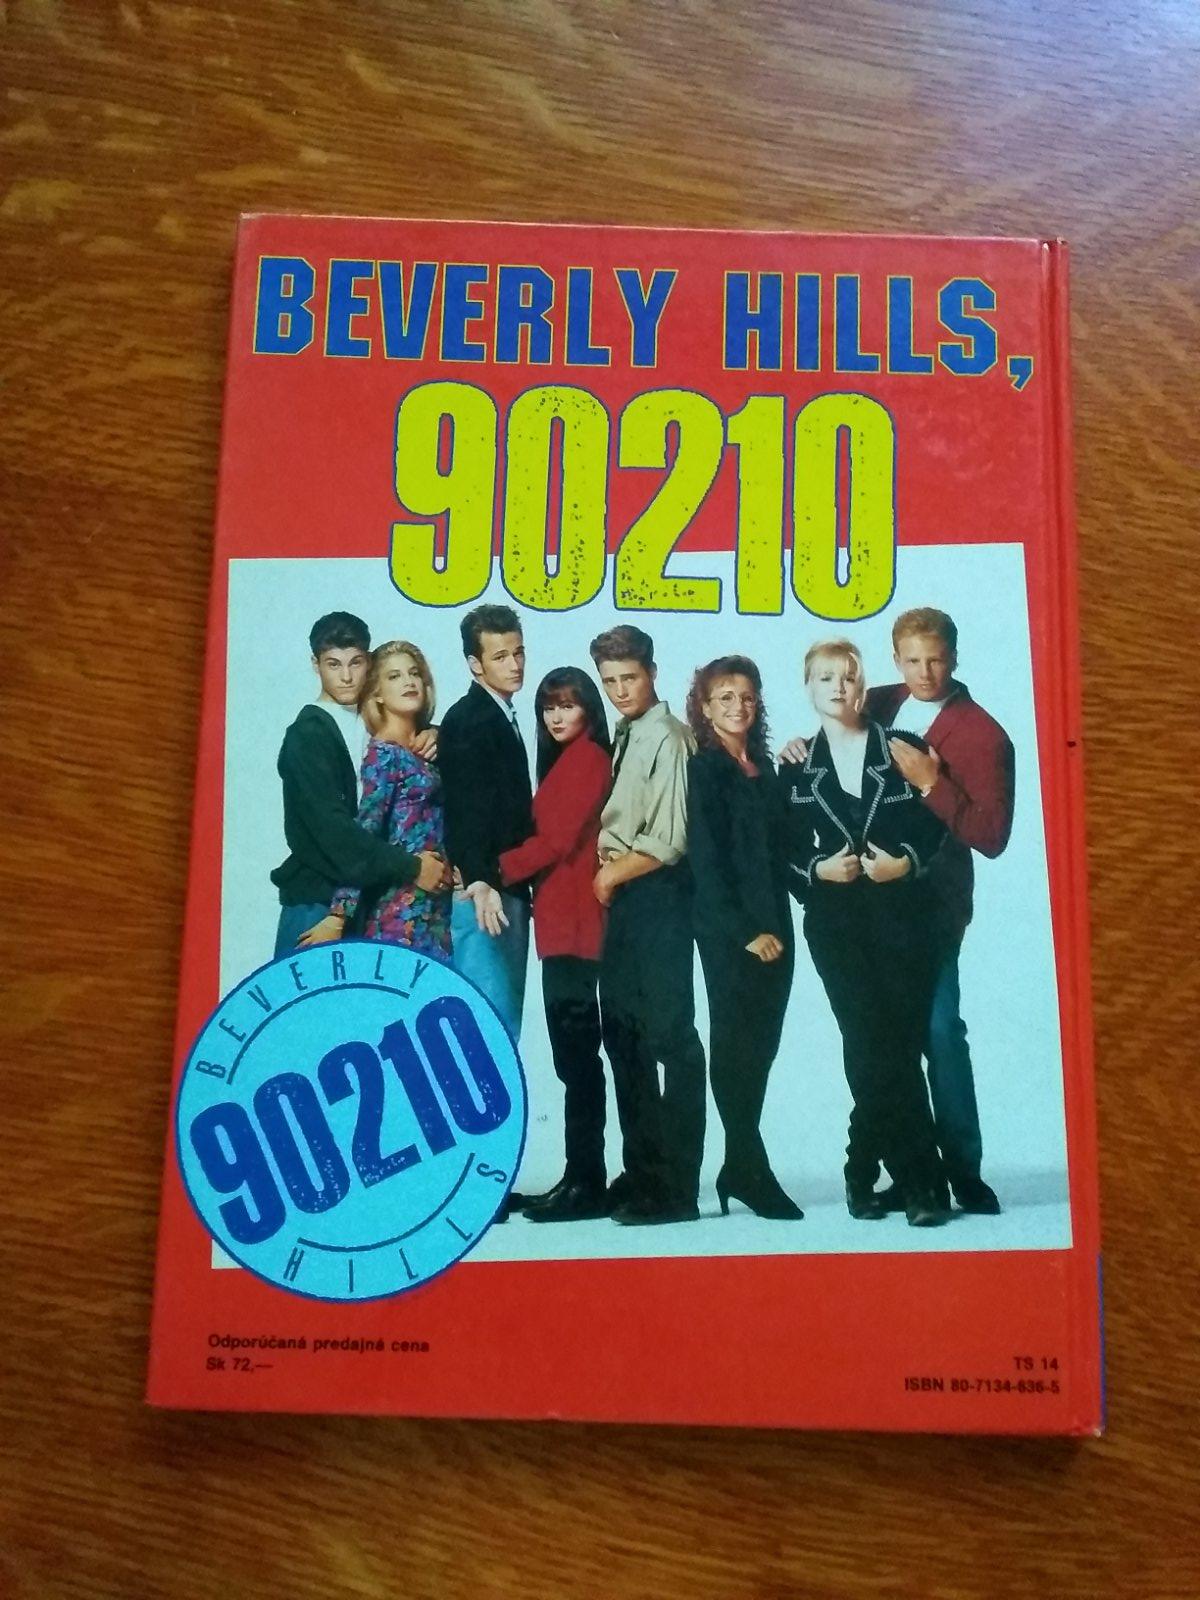 BEVERLY HILLS,
90210
BEVERLY
90210
HILLS
Odporúčaná predajná cena
Sk 72,—
TS 14
ISBN 80-7134-636-5